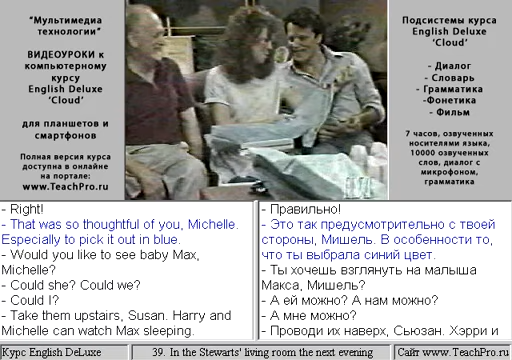 "Мультимедиа
технологии"
ВИДЕОУРОКИ к
компьютерному
курсу
English Deluxe
'Cloud'
для планшетов и
смартфонов
Полная версия курса
доступна в онлайне
на портале:
www.TeachPro.ru
Подсистемы курса
English Deluxe
'Cloud'
- Диалог
- Словарь
- Грамматика
-Фонетика
- Фильм
7 часов, озвученных
носителями языка,
10000 озвученных
слов, диалог с
микрофоном,
грамматика
- Right!
- That was so thoughtful of you, Michelle.
Especially to pick it out in blue.
- Would you like to see baby Max,
Michelle?
- Could she? Could we?
- Could I?
- Take them upstairs, Susan. Harry and
Michelle can watch Max sleeping.
- Правильно!
- Это так предусмотрительно с твоей
стороны, Мишель. В особенности то,
что ты выбрала синий цвет.
- Ты хочешь взглянуть на малыша
Макса, Мишель?
- А ей можно? А нам можно?
- А мне можно?
- Проводи их наверх, Сьюзан. Хэрри и
Курс English DeLuxe
39. In the Stewarts' living room the next evening
Сайт www.TeachPro.ru